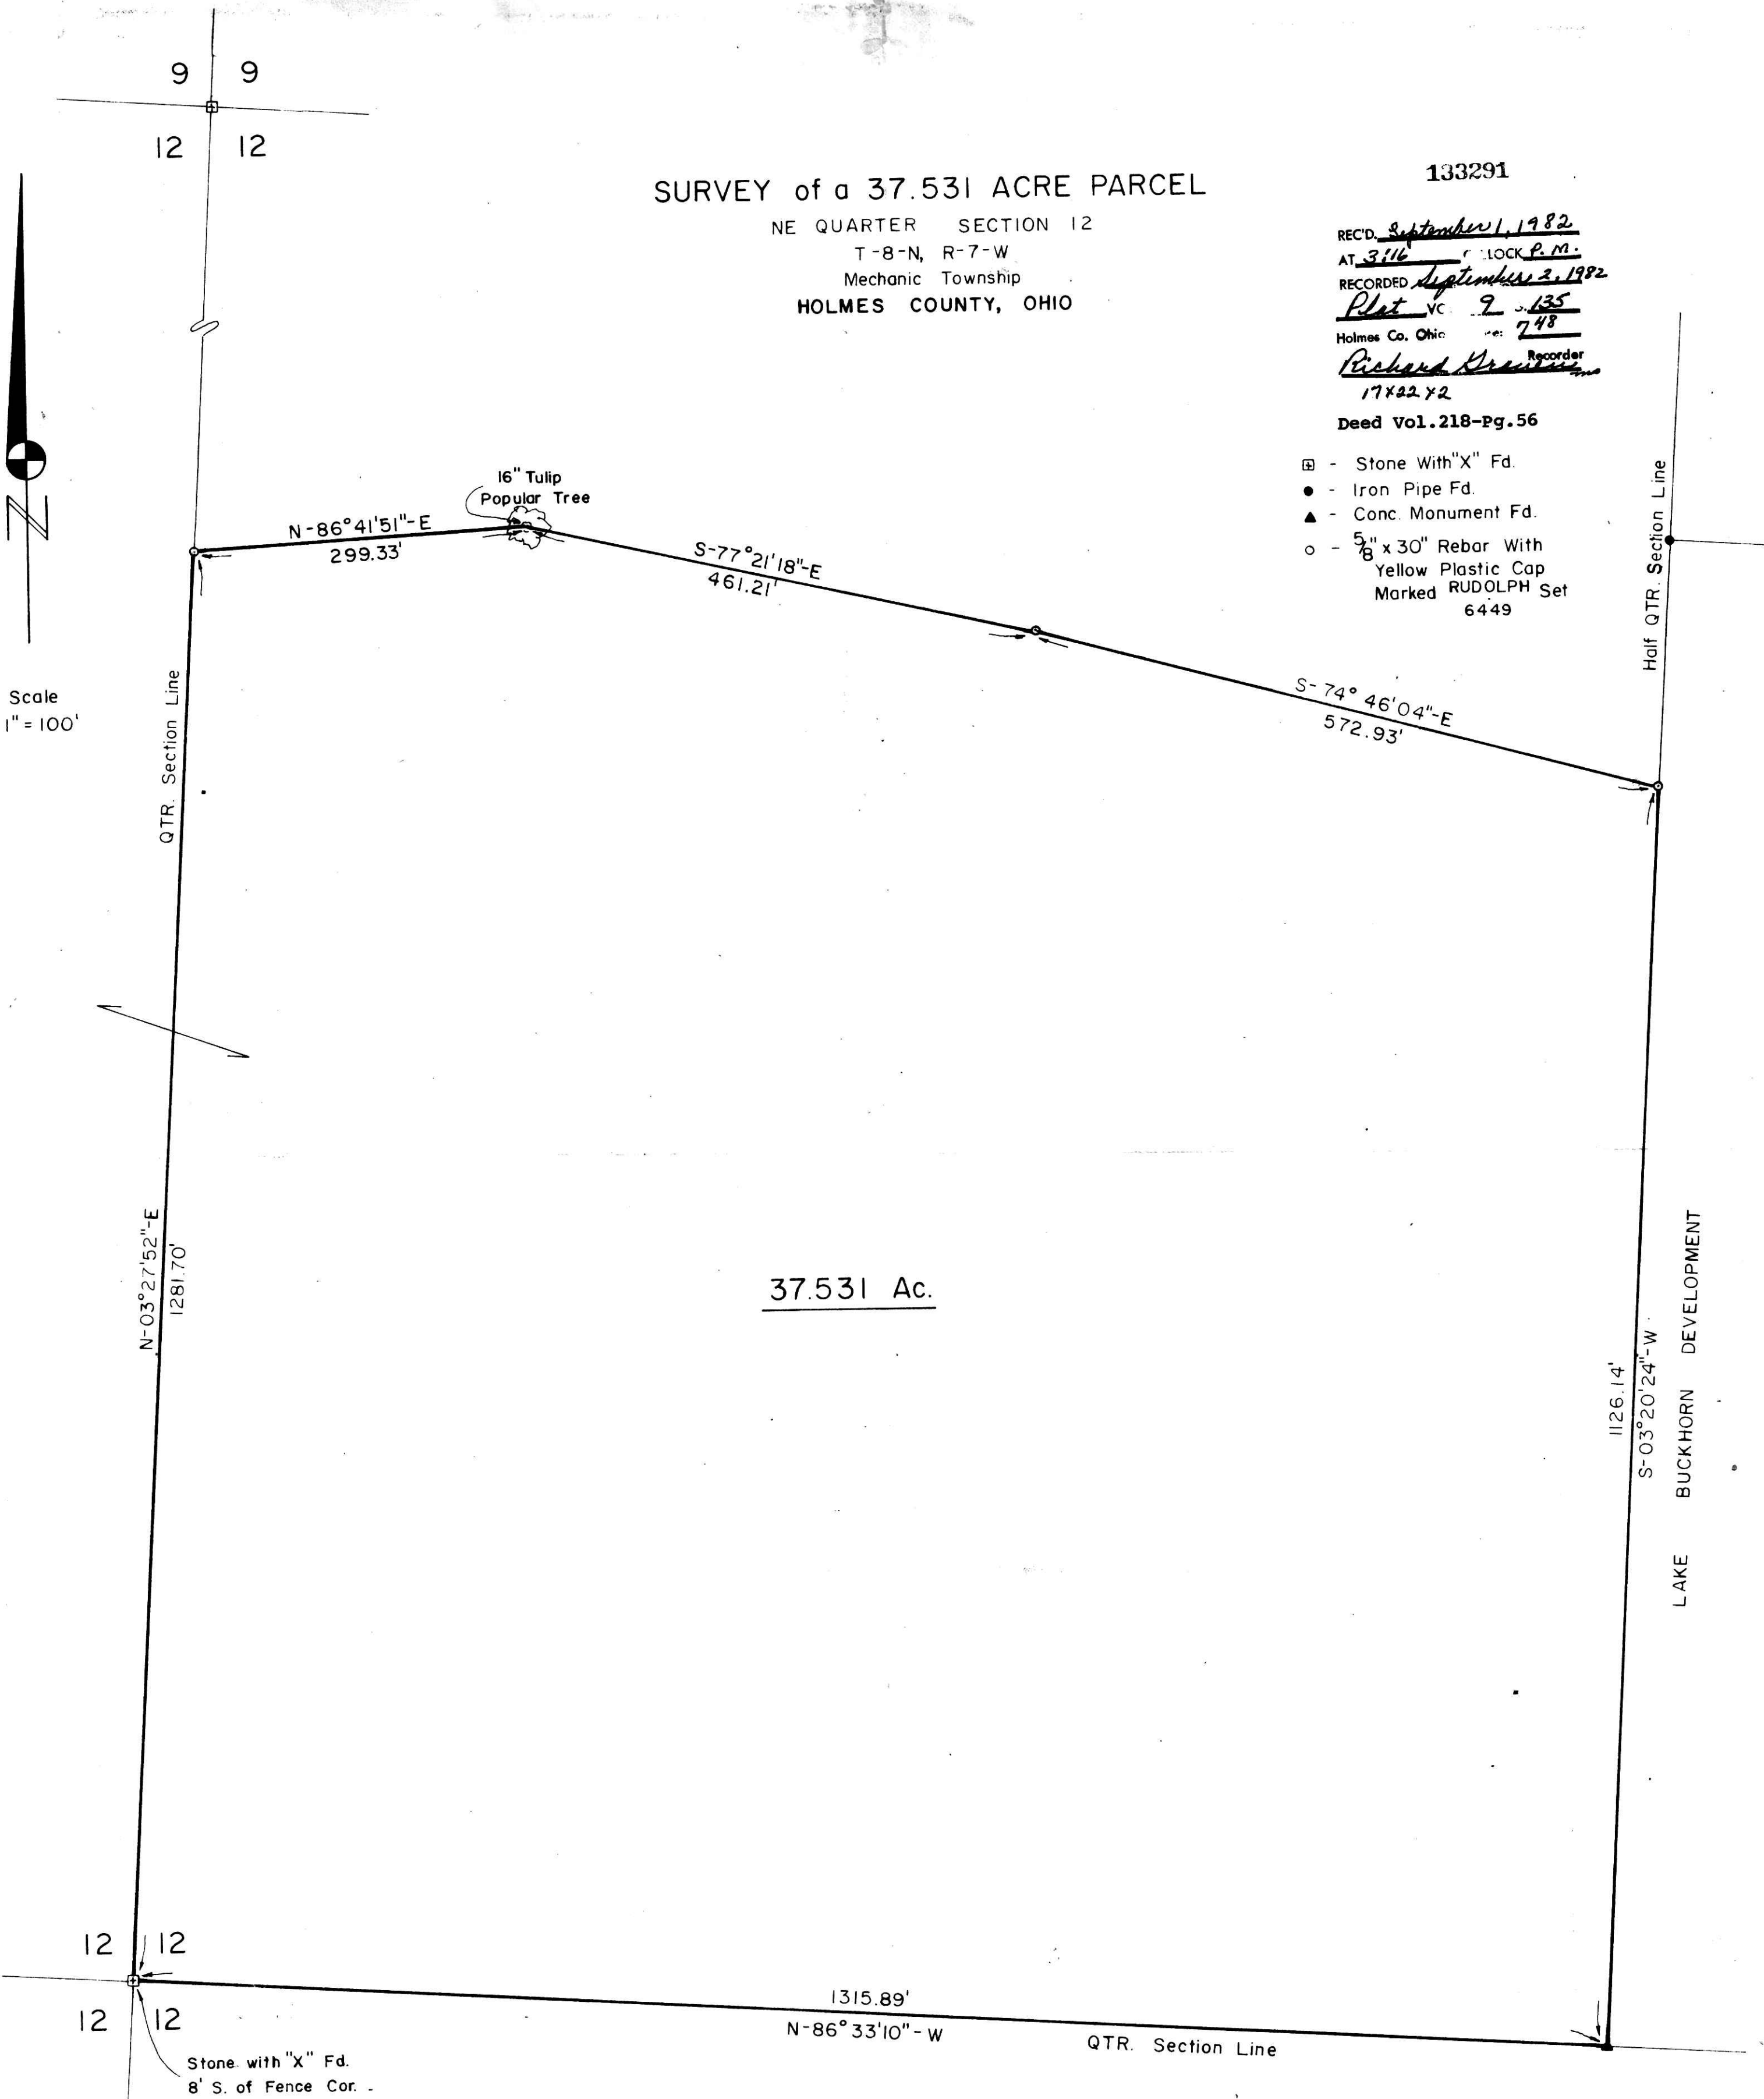 9 9
12 12
SURVEY of a 37.531 ACRE PARCEL
NE QUARTER SECTION 12
T-8-N, R-7-W
Mechanic Township
HOLMES COUNTY, OHIO
133291
REC'D. September 1, 1982
AT 3:16 LOCK P. M.
RECORDED September 2, 1982
Plat VC 9 135
Holmes Co. Ohio 7 48
Richard
Recorder
17x22x2
Deed Vol.218-Pg.56
- Stone With "X" Fd.
- Iron Pipe Fd.
- Conc. Monument Fd.
- 5/8" x 30" Rebar With
Yellow Plastic Cap
Marked RUDOLPH Set
6449
N
Scale
1" = 100'
16" Tulip
Popular Tree
N-86°41'51"-E
299.33'
S-77°21'18"-E
461.21'
S-74°46'04"-E
572.93'
Half QTR. Section Line
QTR. Section Line
N-03°27'52"-E
1281.70'
37.531 Ac.
1126.14'
S-03°20'24"-W
LAKE BUCKHORN DEVELOPMENT
12 12
12 12
1315.89'
N-86°33'10"-W
QTR. Section Line
Stone with "X" Fd.
8' S. of Fence Cor.